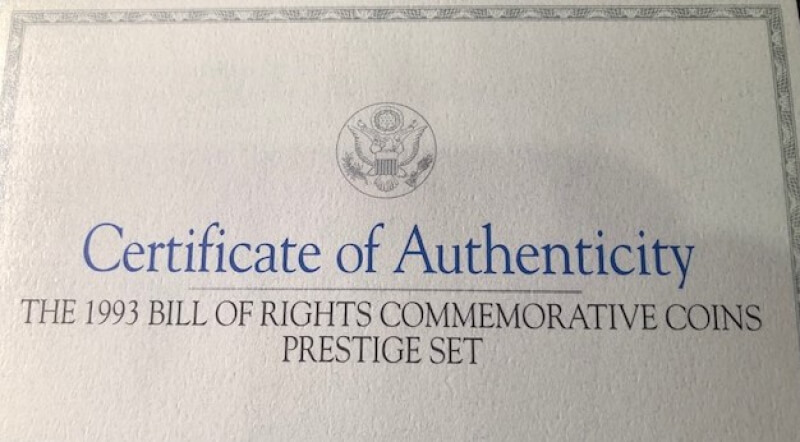 Certificate of Authenticity
THE 1993 BILL OF RIGHTS COMMEMORATIVE COINS
PRESTIGE SET